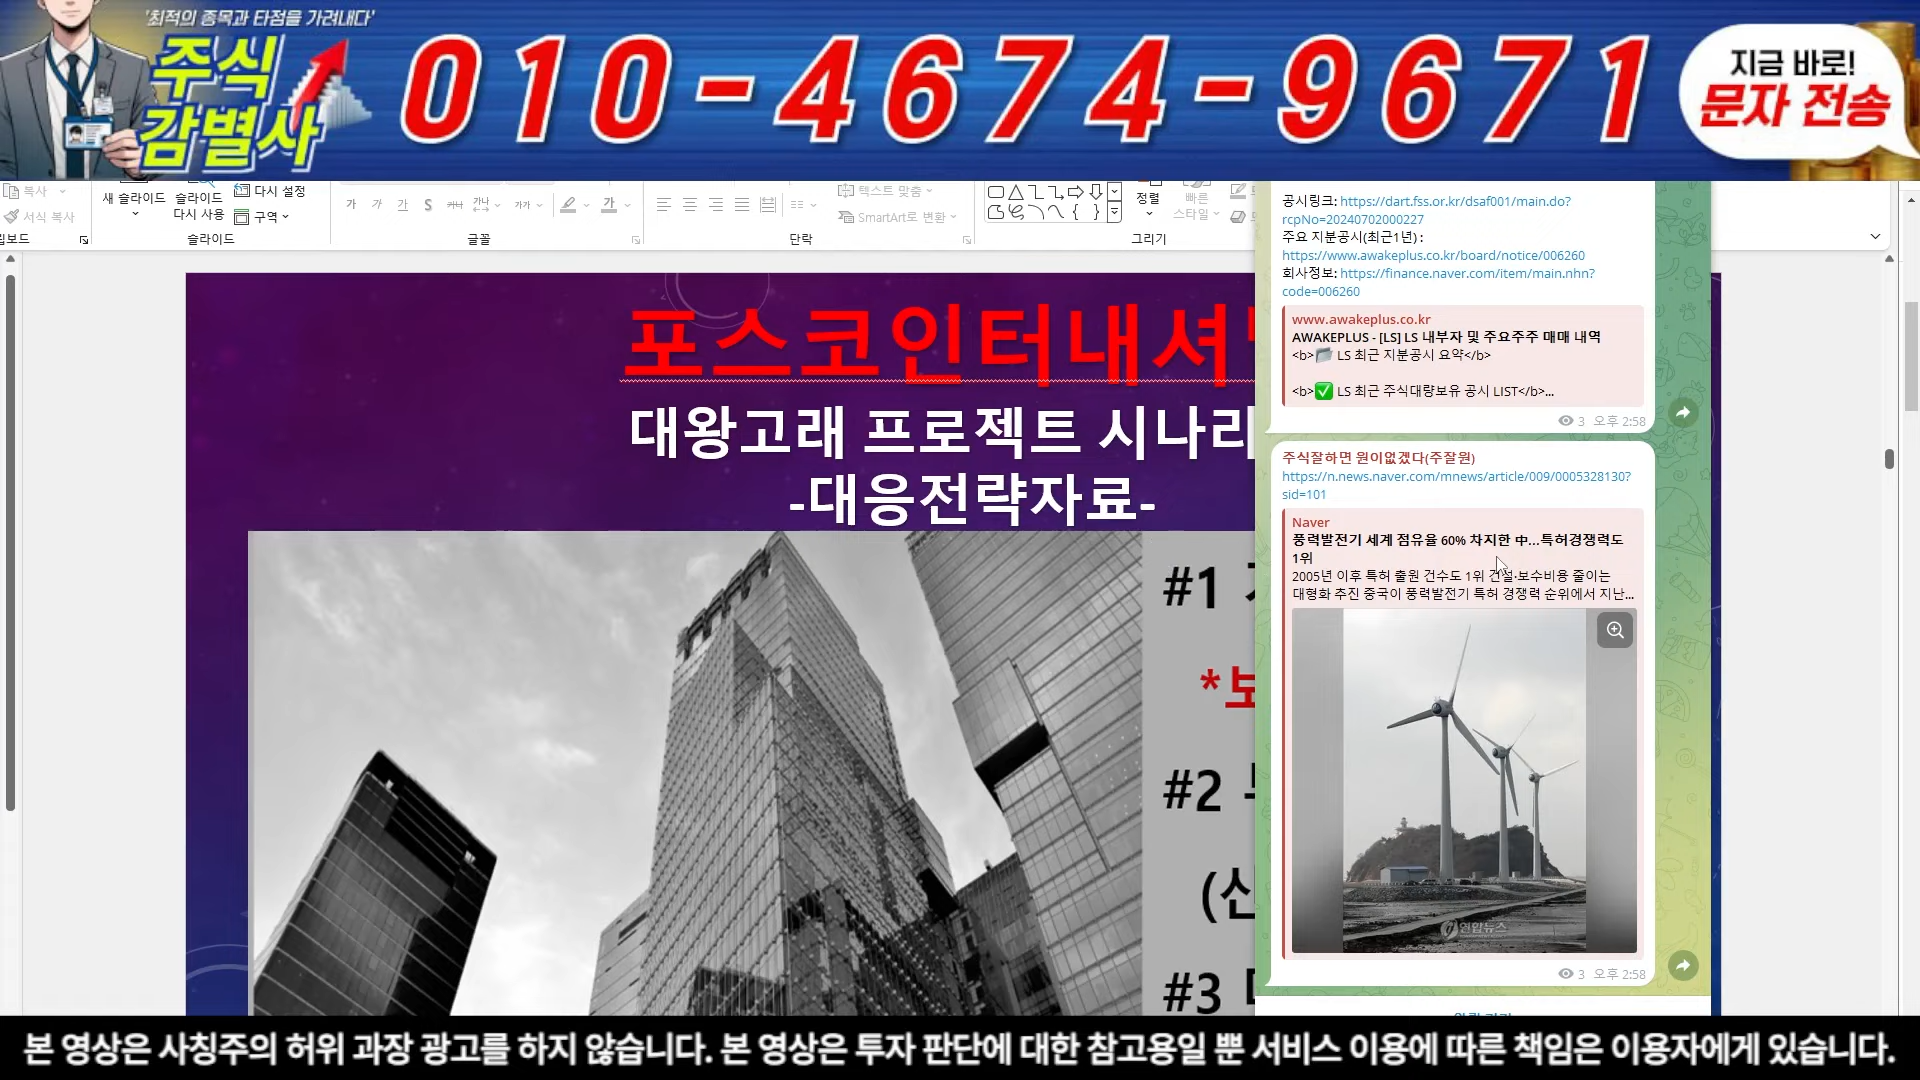 '최적의 종목과 타점을 가려내다'
주식
감별사
010-4674-9671
지금 바로!
문자 전송
복사
서식 복사
새 슬라이드
슬라이드
다시 사용
다시 설정
구역
슬라이드
글꼴
텍스트 맞춤
SmartArt로 변환
단락
정렬
빠른
스타일
그리기
포스코인터내셔
대왕고래 프로젝트 시나리
-대응전략자료-
#1
*보
#2
(신
#3
공시링크: https://dart.fss.or.kr/dsaf001/main.do?
rcpNo=20240702000227
주요 지분공시(최근1년) :
https://www.awakeplus.co.kr/board/notice/006260
회사정보: https://finance.naver.com/item/main.nhn?
code=006260
www.awakeplus.co.kr
AWAKEPLUS - [LS] LS 내부자 및 주요주주 매매 내역
<b>📂 LS 최근 지분공시 요약</b>
<b>✅ LS 최근 주식대량보유 공시 LIST</b>...
3 오후 2:58
주식잘하면 원이없겠다(주잘원)
https://n.news.naver.com/mnews/article/009/0005328130?
sid=101
Naver
풍력발전기 세계 점유율 60% 차지한 中...특허경쟁력도
1위
2005년 이후 특허 출원 건수도 1위 건설·보수비용 줄이는
대형화 추진 중국이 풍력발전기 특허 경쟁력 순위에서 지난...
연합뉴스
3 오후 2:58
본 영상은 사칭주의 허위 과장 광고를 하지 않습니다. 본 영상은 투자 판단에 대한 참고용일 뿐 서비스 이용에 따른 책임은 이용자에게 있습니다.